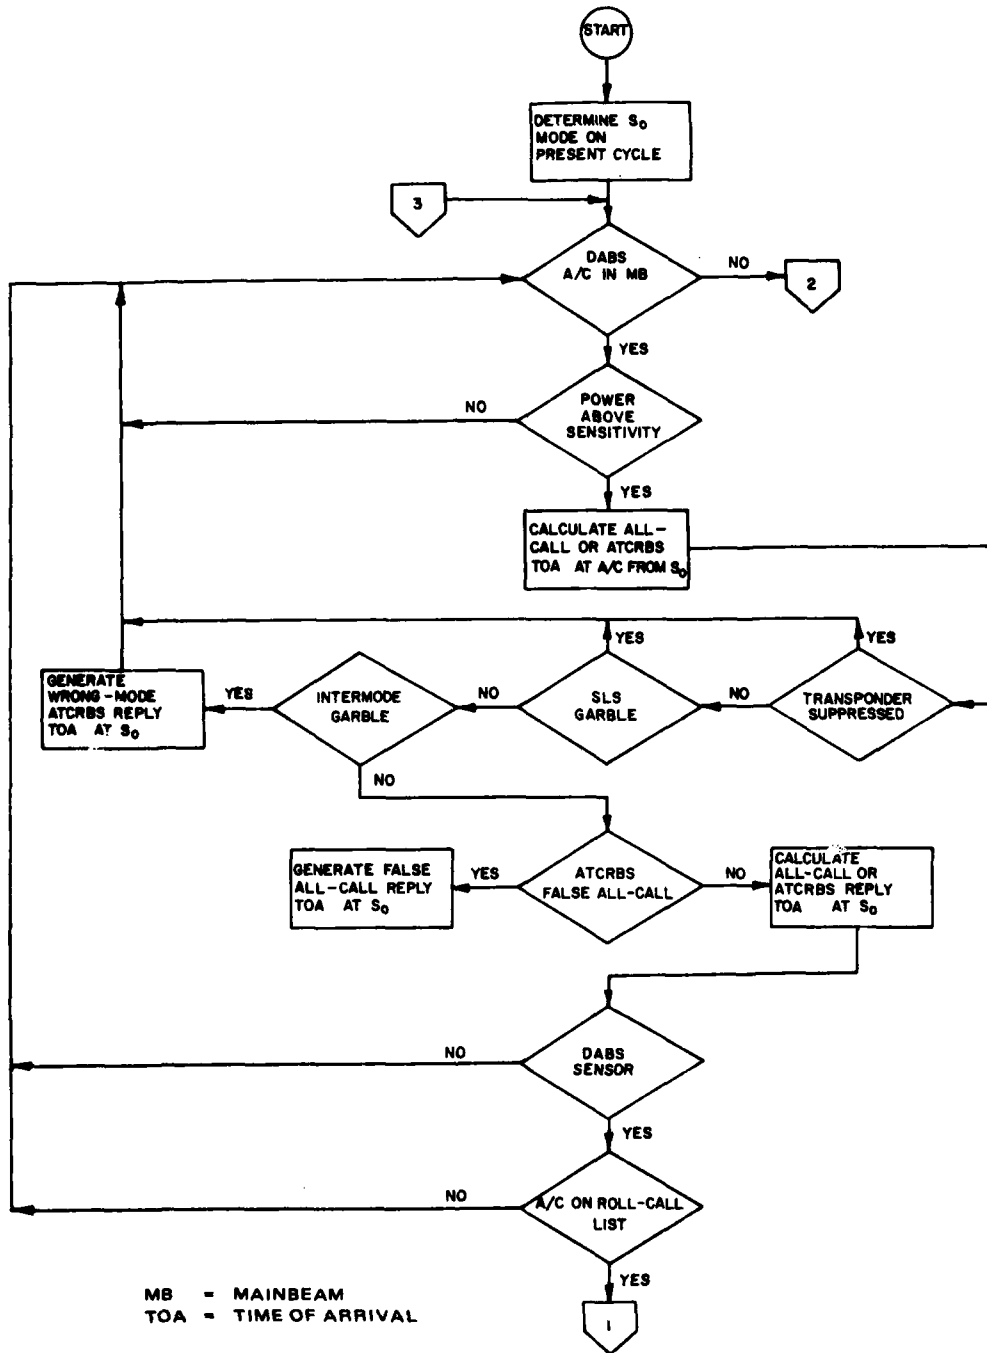 START
DETERMINE S₀
MODE ON
PRESENT CYCLE
3
DABS
A/C IN MB
NO
2
YES
POWER
ABOVE
SENSITIVITY
NO
YES
CALCULATE ALL-
CALL OR ATCRBS
TOA AT A/C FROM S₀
YES
YES
GENERATE
WRONG-MODE
ATCRBS REPLY
TOA AT S₀
YES
INTERMODE
GARBLE
NO
SLS
GARBLE
NO
TRANSPONDER
SUPPRESSED
NO
GENERATE FALSE
ALL-CALL REPLY
TOA AT S₀
YES
ATCRBS
FALSE ALL-CALL
NO
CALCULATE
ALL-CALL OR
ATCRBS REPLY
TOA AT S₀
NO
DABS
SENSOR
YES
NO
A/C ON ROLL-CALL
LIST
YES
1
MB = MAINBEAM
TOA = TIME OF ARRIVAL